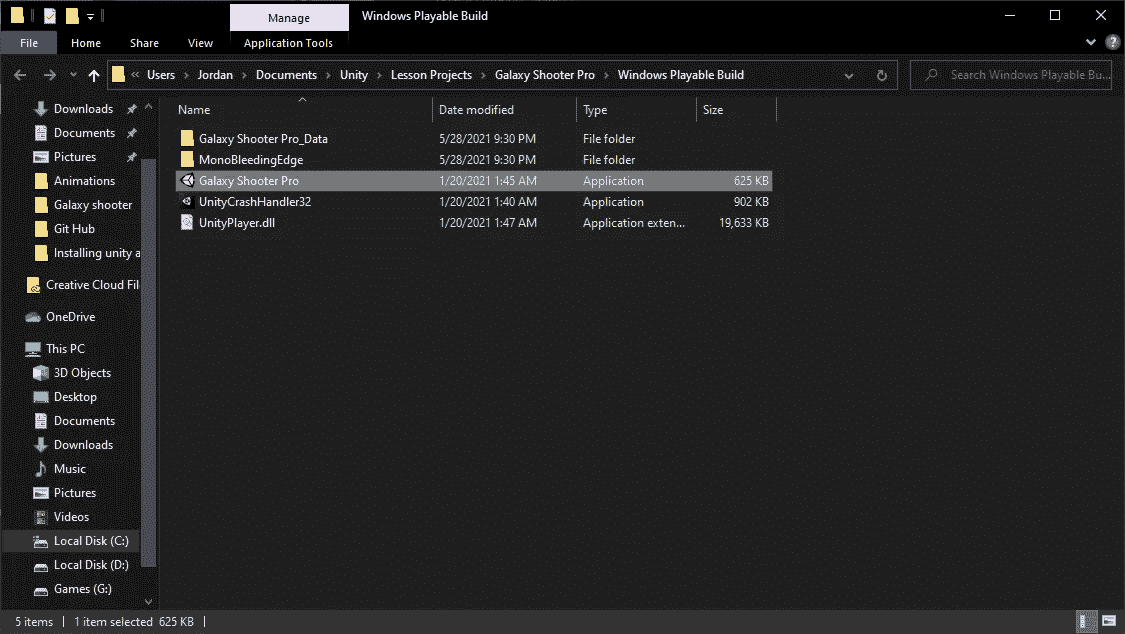 Manage Windows Playable Build
File Home Share View Application Tools
« Users › Jordan › Documents › Unity › Lesson Projects › Galaxy Shooter Pro › Windows Playable Build Search Windows Playable Bu...
Name Date modified Type Size
Downloads
Documents
Pictures
Animations
Galaxy shooter
Git Hub
Installing unity a
Creative Cloud Fil
OneDrive
This PC
3D Objects
Desktop
Documents
Downloads
Music
Pictures
Videos
Local Disk (C:)
Local Disk (D:)
Games (G:)
Galaxy Shooter Pro_Data 5/28/2021 9:30 PM File folder
MonoBleedingEdge 5/28/2021 9:30 PM File folder
Galaxy Shooter Pro 1/20/2021 1:45 AM Application 625 KB
UnityCrashHandler32 1/20/2021 1:40 AM Application 902 KB
UnityPlayer.dll 1/20/2021 1:47 AM Application exten... 19,633 KB
5 items 1 item selected 625 KB